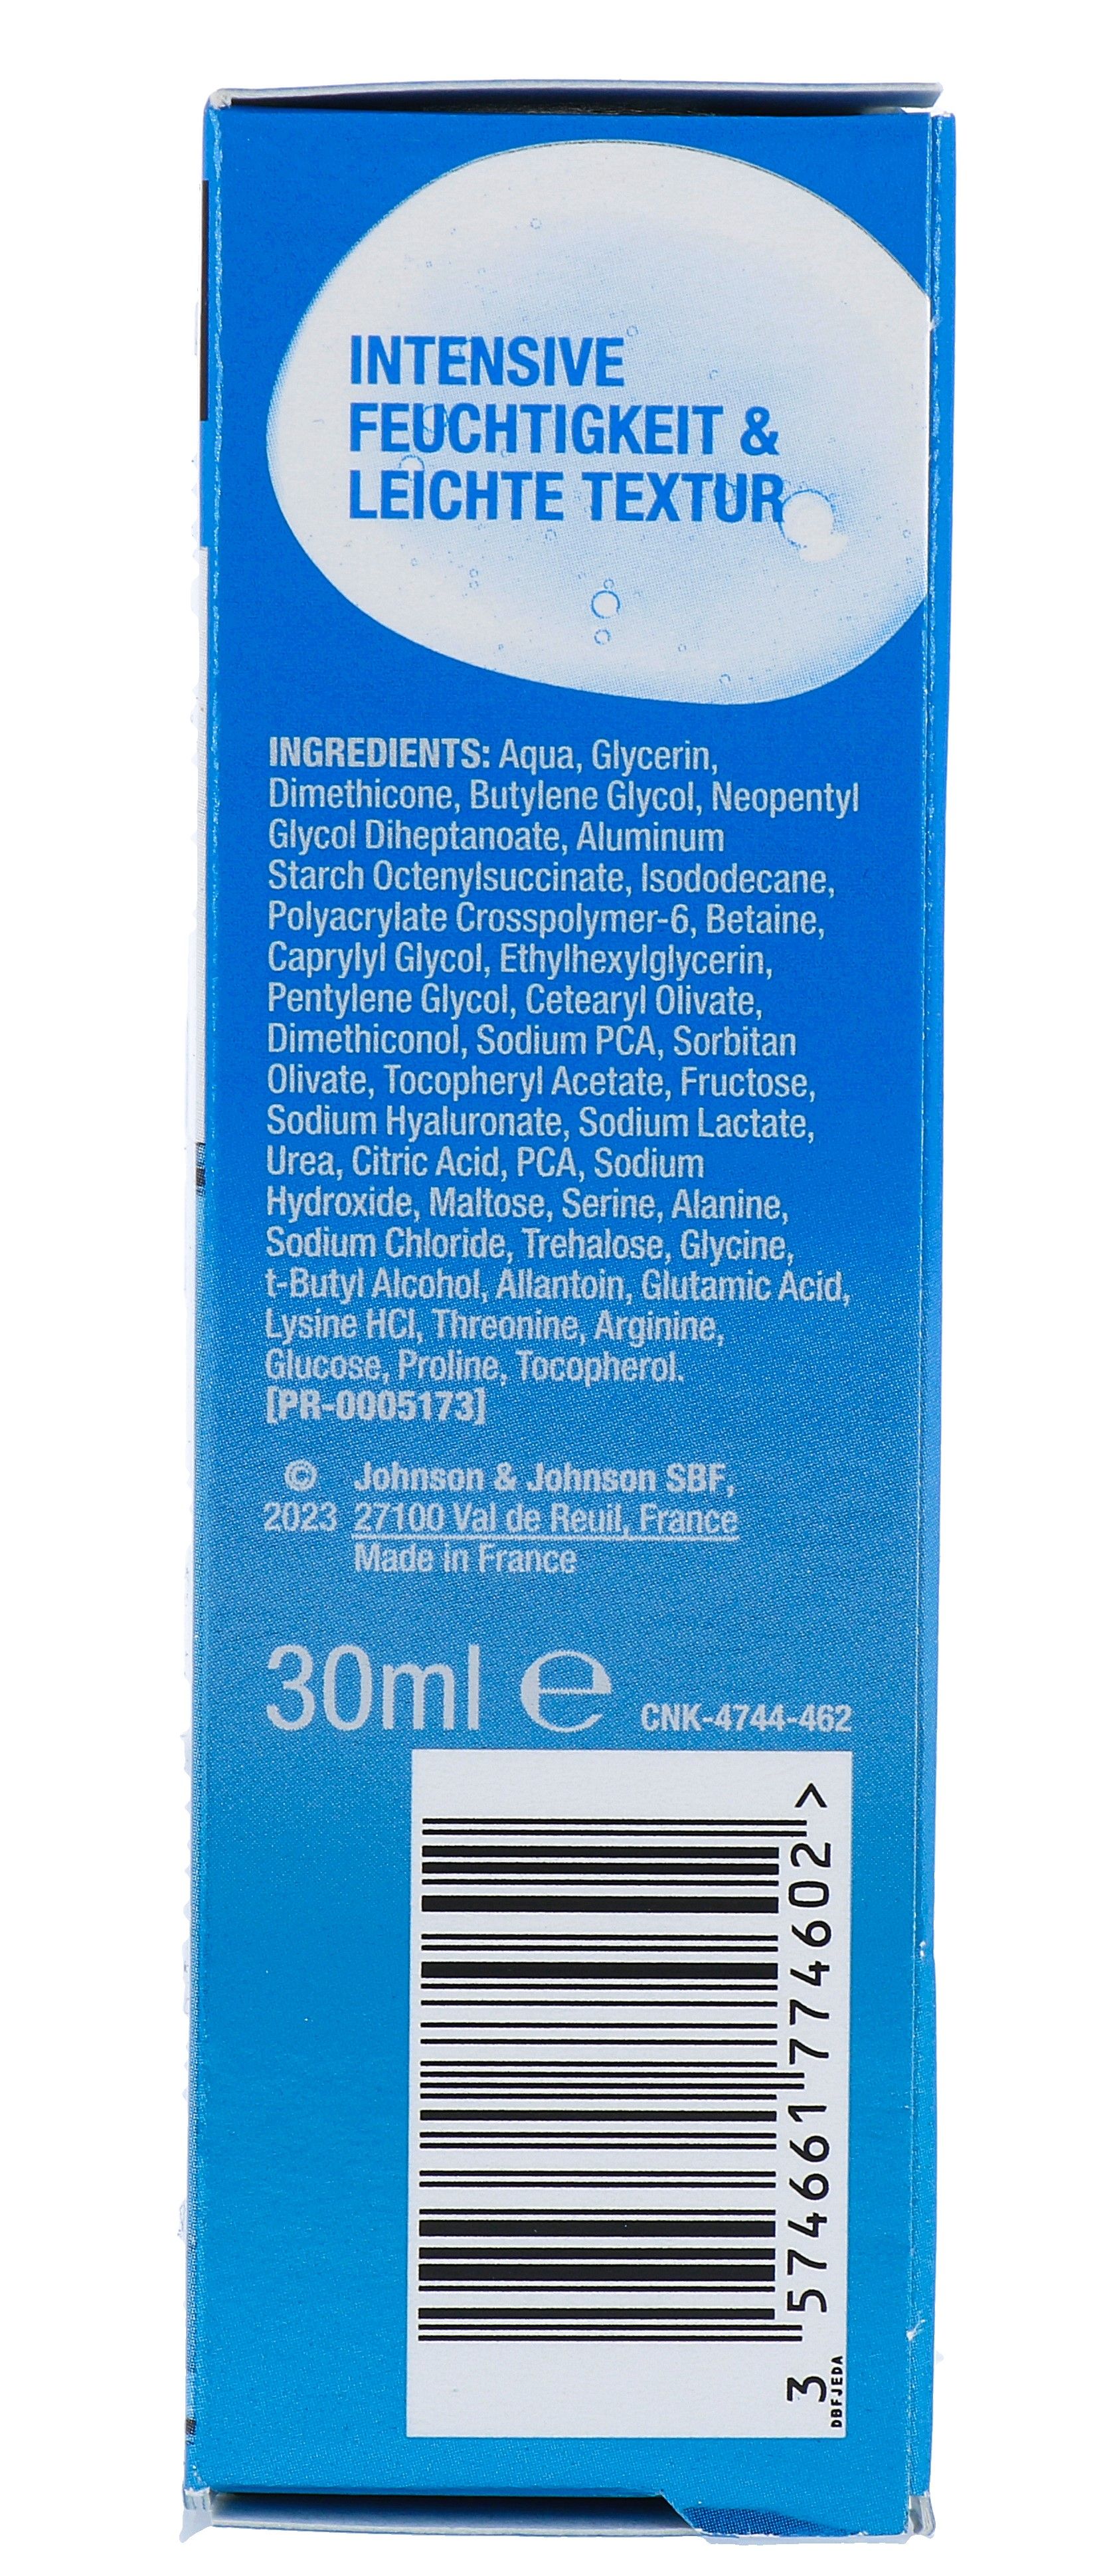 INTENSIVE
FEUCHTIGKEIT &
LEICHTE TEXTUR
INGREDIENTS: Aqua, Glycerin,
Dimethicone, Butylene Glycol, Neopentyl
Glycol Diheptanoate, Aluminum
Starch Octenylsuccinate, Isododecane,
Polyacrylate Crosspolymer-6, Betaine,
Caprylyl Glycol, Ethylhexylglycerin,
Pentylene Glycol, Cetearyl Olivate,
Dimethiconol, Sodium PCA, Sorbitan
Olivate, Tocopheryl Acetate, Fructose,
Sodium Hyaluronate, Sodium Lactate,
Urea, Citric Acid, PCA, Sodium
Hydroxide, Maltose, Serine, Alanine,
Sodium Chloride, Trehalose, Glycine,
t-Butyl Alcohol, Allantoin, Glutamic Acid,
Lysine HCl, Threonine, Arginine,
Glucose, Proline, Tocopherol.
[PR-0005173]
© Johnson & Johnson SBF,
2023 27100 Val de Reuil, France
Made in France
30ml e CNK-4744-462
3 574661 774602 >
DBFJEDA